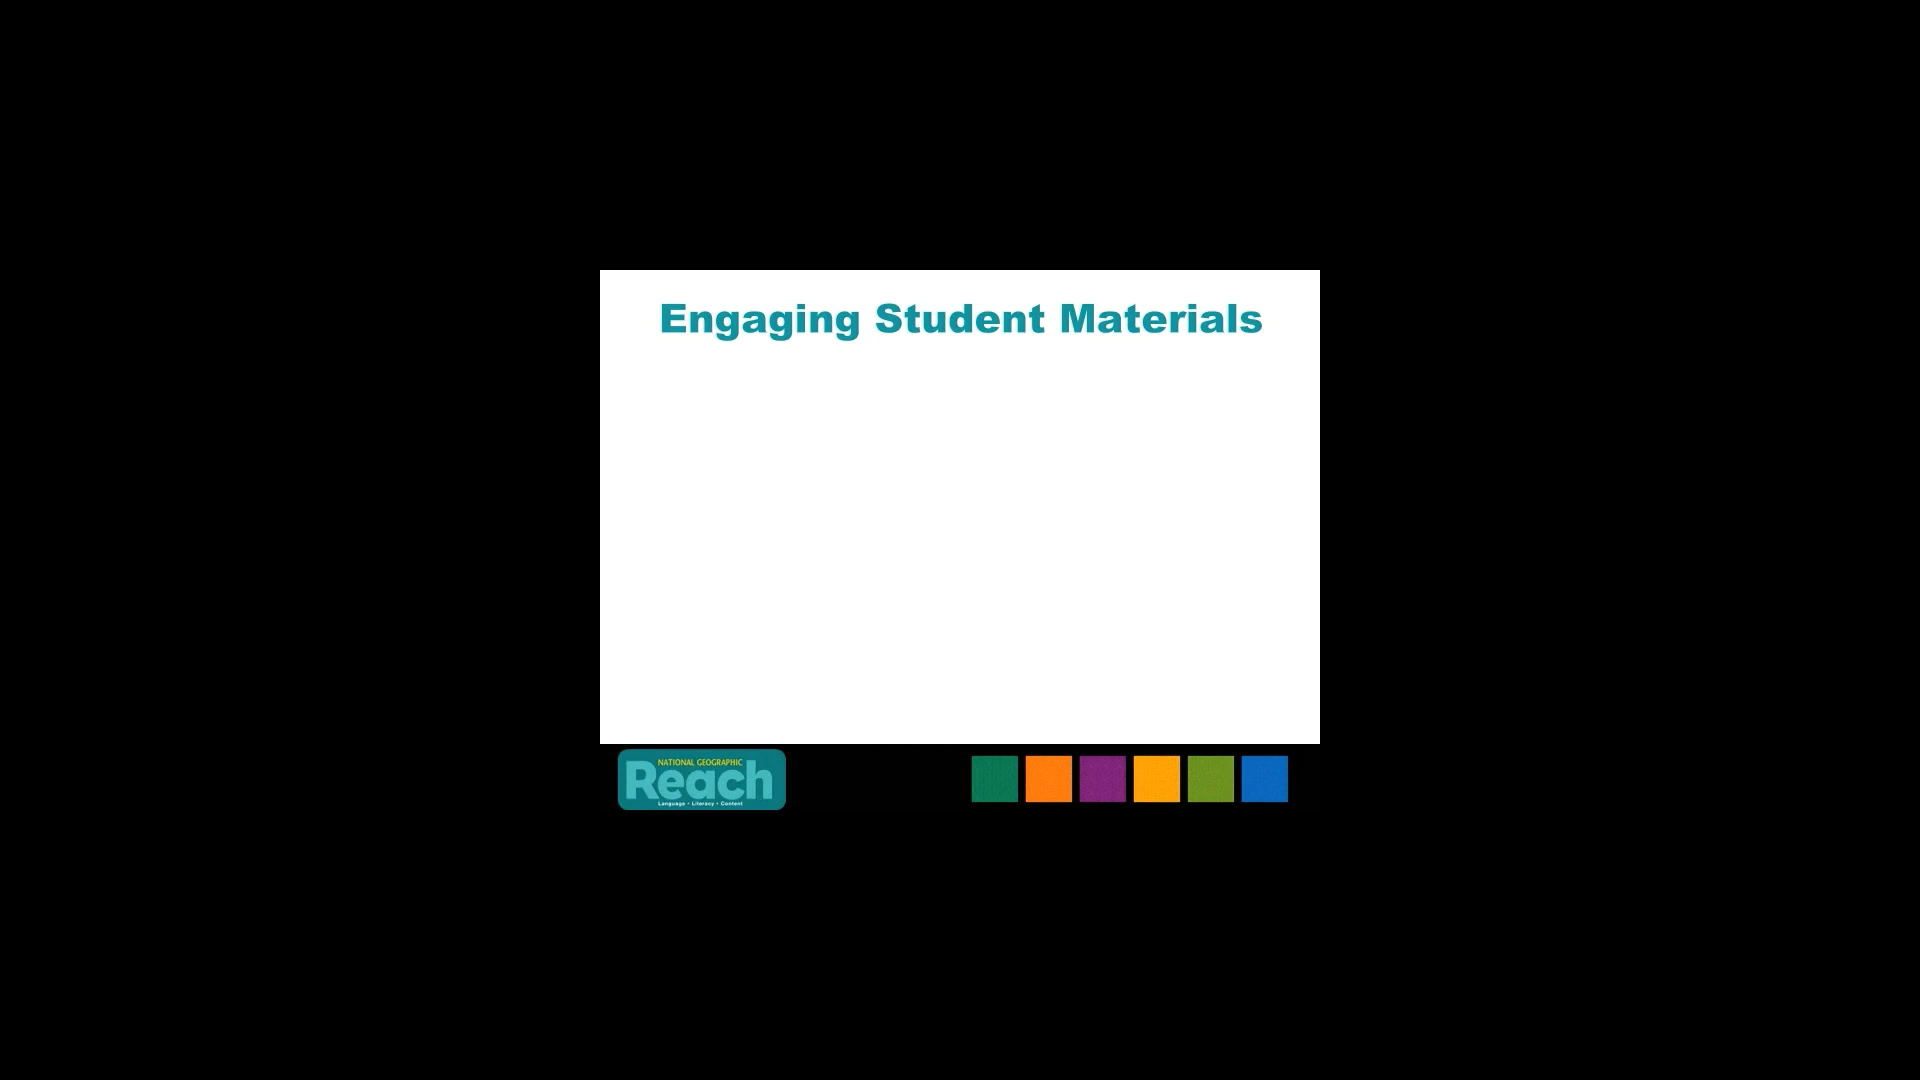 Engaging Student Materials
NATIONAL GEOGRAPHIC
Reach
Language • Literacy • Content